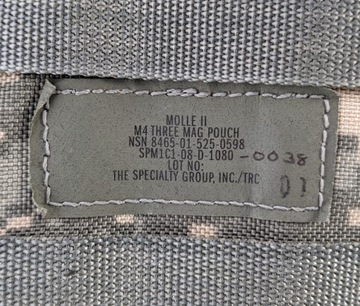 MOLLE II
M4 THREE MAG POUCH
NSN 8465-01-525-0598
SPM1C1-08-D-1080 -0038
LOT NO:
THE SPECIALTY GROUP, INC./TRC 01